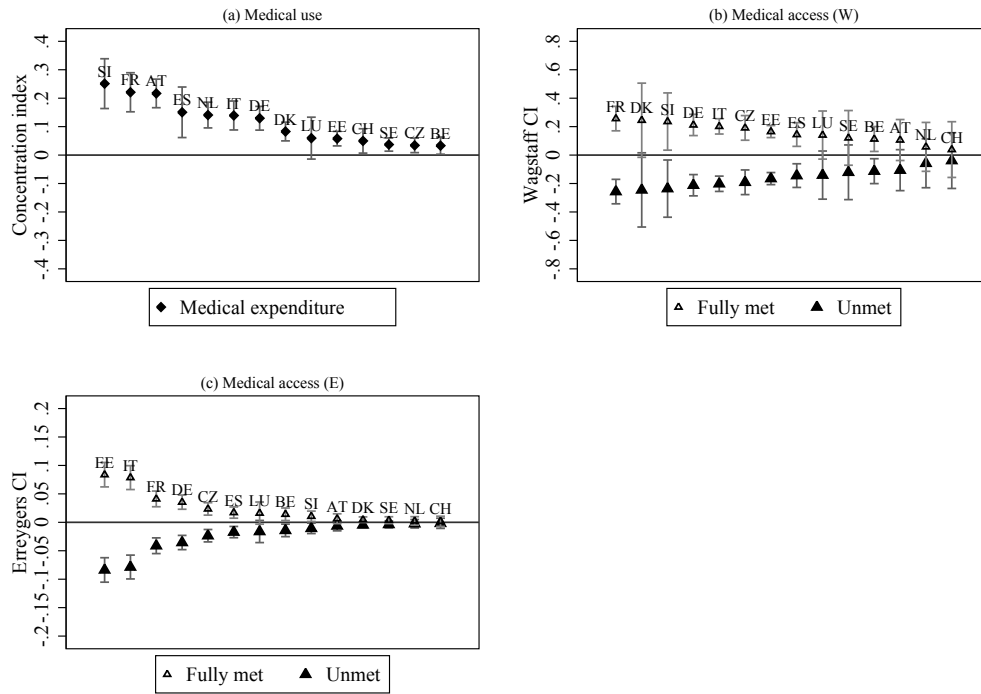 (a) Medical use
Concentration index
.4
.3
.2
.1
0
-.1
-.2
-.3
-.4
SI FR AT ES NL IT DE DK LU EE CH SE CZ BE
Medical expenditure
(b) Medical access (W)
Wagstaff CI
.8
.6
.4
.2
0
-.2
-.4
-.6
-.8
FR DK SI DE IT CZ EE ES LU SE BE AT NL CH
Fully met Unmet
(c) Medical access (E)
Erreygers CI
.2
.15
.1
.05
0
-.05
-.1
-.15
-.2
EE IT FR DE CZ ES LU BE SI AT DK SE NL CH
Fully met Unmet